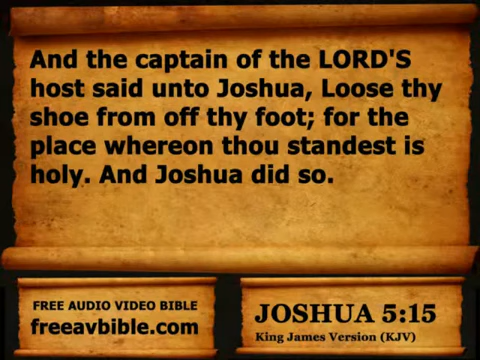 And the captain of the LORD'S
host said unto Joshua, Loose thy
shoe from off thy foot; for the
place whereon thou standest is
holy. And Joshua did so.
FREE AUDIO VIDEO BIBLE
freeavbible.com
JOSHUA 5:15
King James Version (KJV)